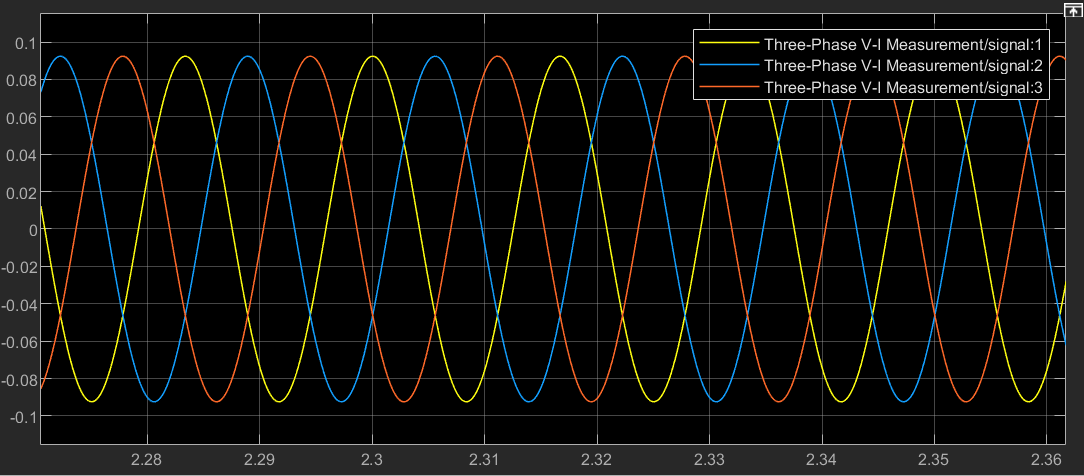 0.1
0.08
0.06
0.04
0.02
0
-0.02
-0.04
-0.06
-0.08
-0.1
Three-Phase V-I Measurement/signal:1
Three-Phase V-I Measurement/signal:2
Three-Phase V-I Measurement/signal:3
2.28 2.29 2.3 2.31 2.32 2.33 2.34 2.35 2.36